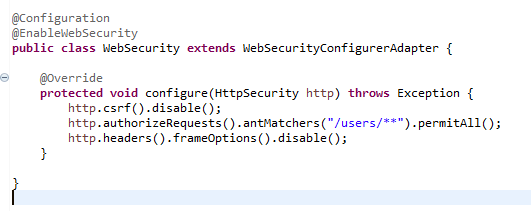 @Configuration
@EnableWebSecurity
public class WebSecurity extends WebSecurityConfigurerAdapter {
@Override
protected void configure(HttpSecurity http) throws Exception {
http.csrf().disable();
http.authorizeRequests().antMatchers("/users/**").permitAll();
http.headers().frameOptions().disable();
}
}